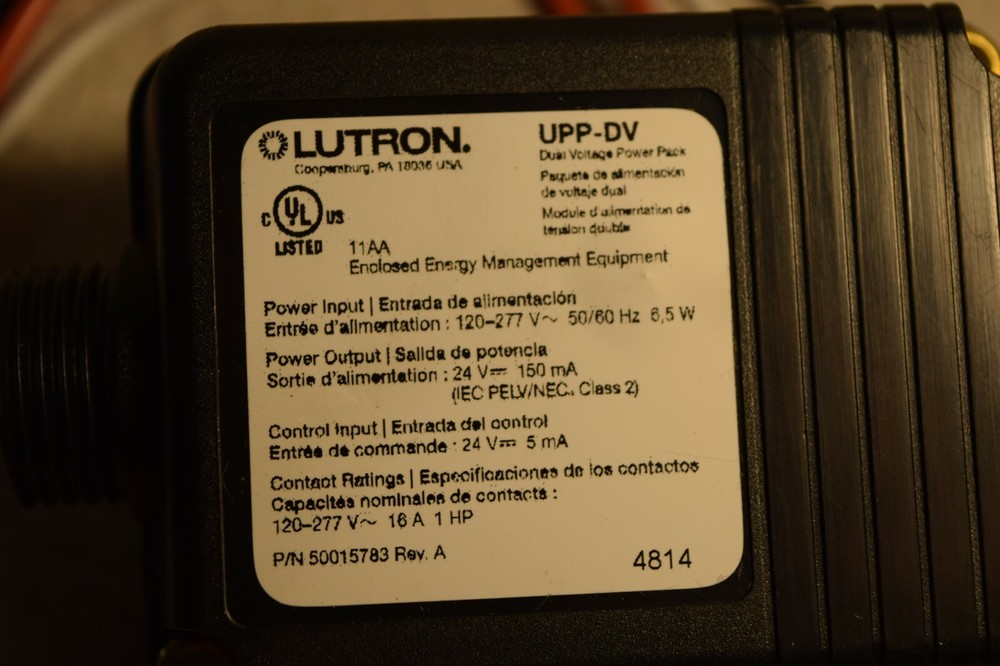 LUTRON.
Coopersburg, PA 18036 USA
UPP-DV
Dual Voltage Power Pack
Paquete de alimentación
de voltaje dual
Module d'alimentation de
tension double
C UL US
LISTED
11AA
Enclosed Energy Management Equipment
Power Input | Entrada de alimentación
Entrée d'alimentation : 120–277 V~ 50/60 Hz 6,5 W
Power Output | Salida de potencia
Sortie d'alimentation : 24 V⎓ 150 mA
(IEC PELV/NEC® Class 2)
Control Input | Entrada del control
Entrée de commande : 24 V⎓ 5 mA
Contact Ratings | Especificaciones de los contactos
Capacités nominales de contacts :
120–277 V~ 16 A 1 HP
P/N 50015783 Rev. A
4814